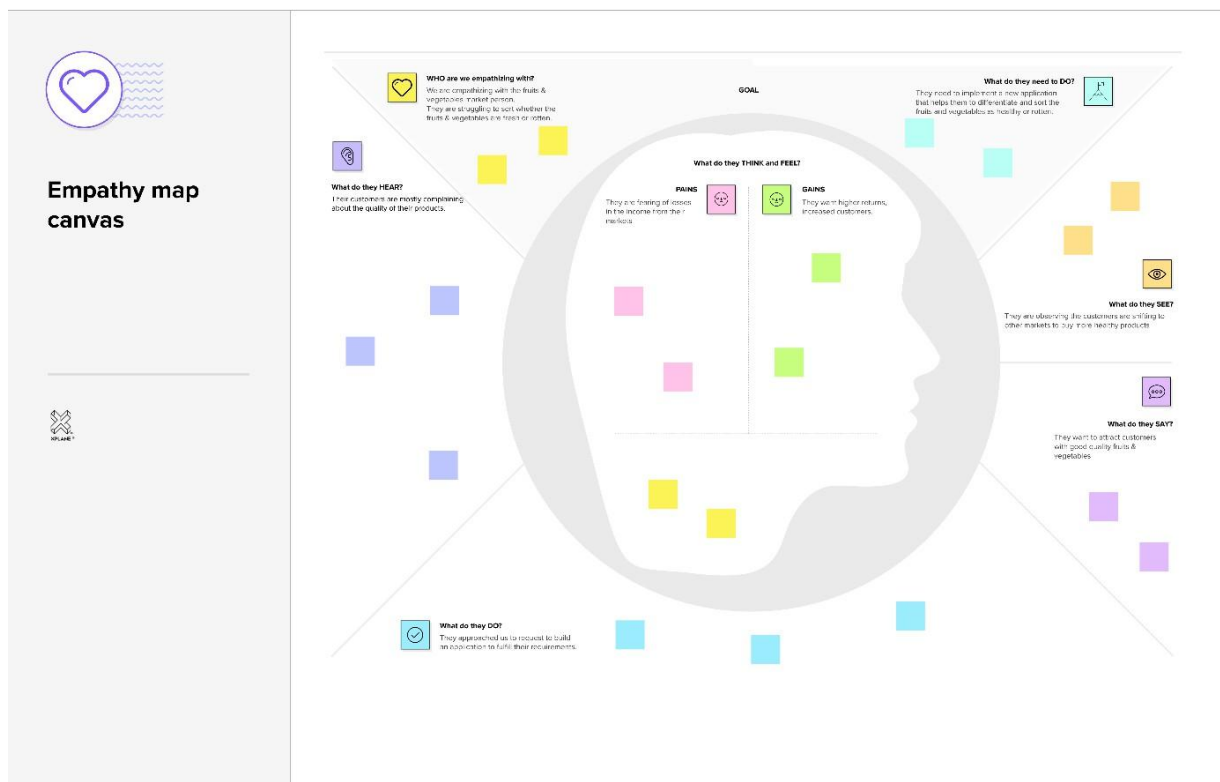 Empathy map
canvas
XPLANE
WHO are we empathizing with?
We are empathizing with the fruits &
vegetables market person.
They are struggling to sort whether the
fruits & vegetables are fresh or rotten.
GOAL
What do they need to DO?
They need to implement a new application
that helps them to differentiate and sort the
fruits and vegetables as healthy or rotten.
What do they HEAR?
Their customers are mostly complaining
about the quality of their products.
What do they THINK and FEEL?
PAINS
They are fearing of losses
in the income from their
markets
GAINS
They want higher returns,
increased customers.
What do they SEE?
They are observing the customers are shifting to
other markets to buy more healthy products
What do they SAY?
They want to attract customers
with good quality fruits &
vegetables
What do they DO?
They approached us to request to build
an application to fulfill their requirements.